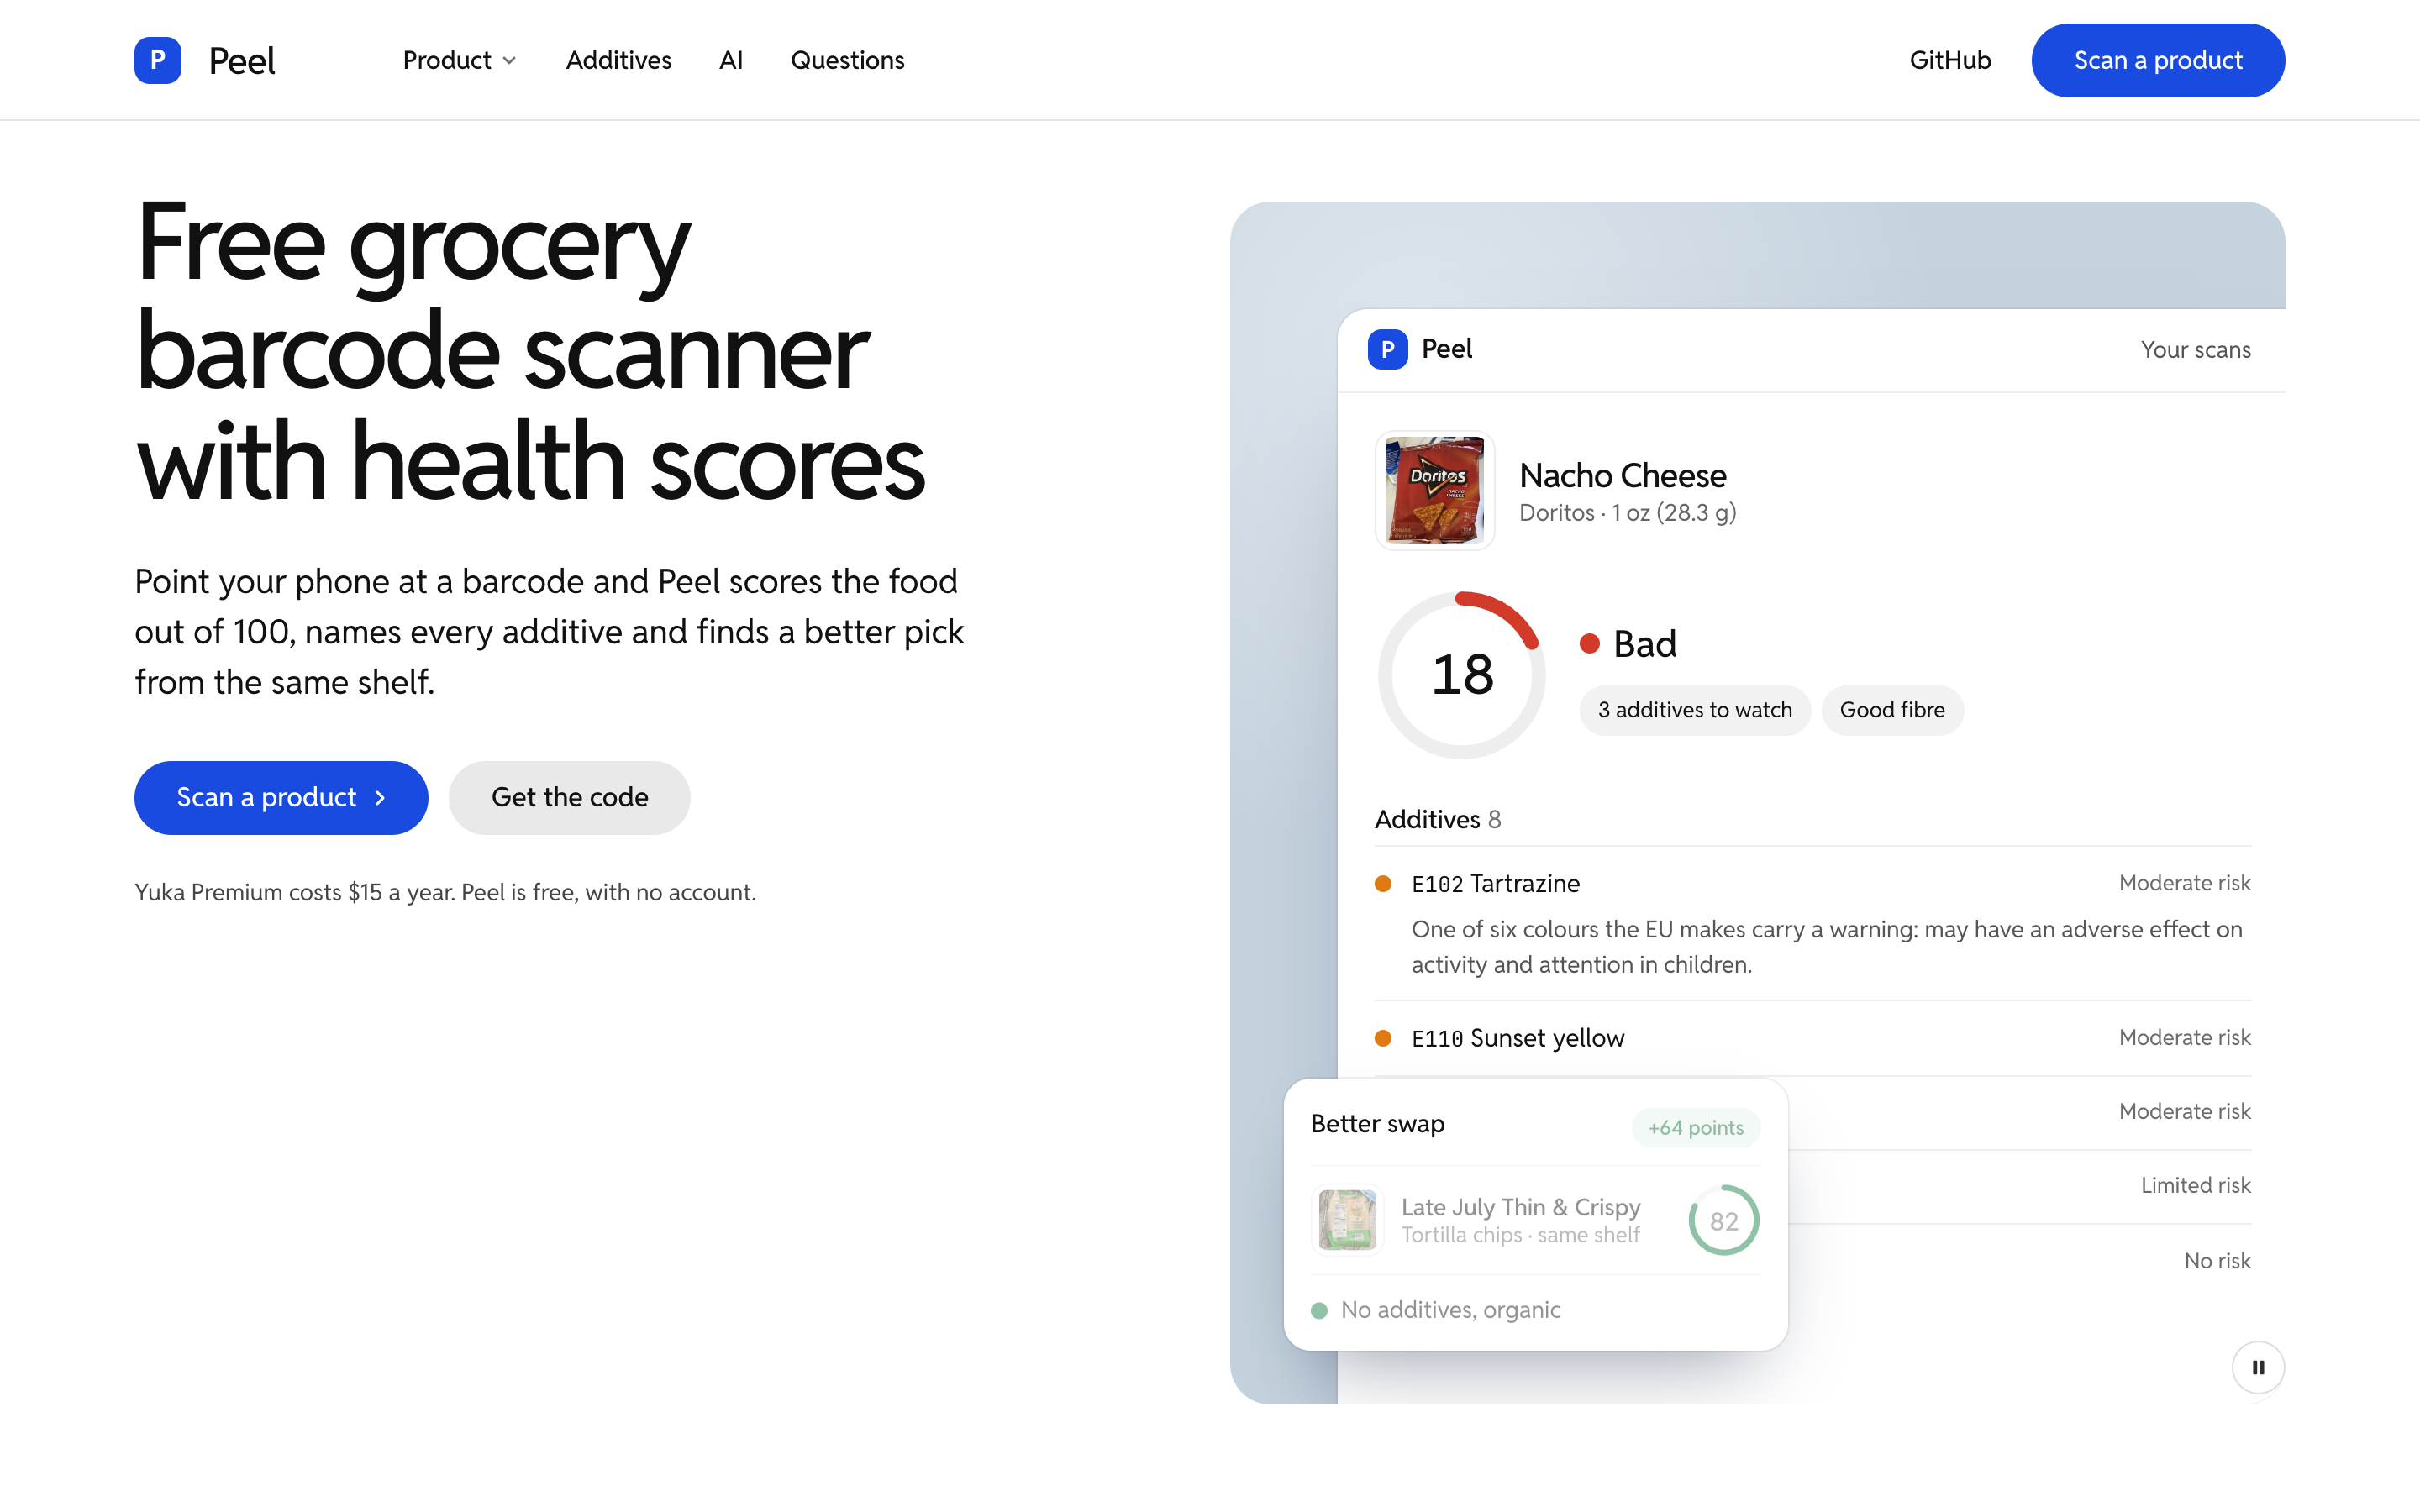 P Peel
Product
Additives
AI
Questions
GitHub
Scan a product
Free grocery
barcode scanner
with health scores
Point your phone at a barcode and Peel scores the food
out of 100, names every additive and finds a better pick
from the same shelf.
Scan a product
Get the code
Yuka Premium costs $15 a year. Peel is free, with no account.
P Peel
Your scans
Doritos
Nacho Cheese
Doritos · 1 oz (28.3 g)
18
Bad
3 additives to watch
Good fibre
Additives 8
E102 Tartrazine
Moderate risk
One of six colours the EU makes carry a warning: may have an adverse effect on
activity and attention in children.
E110 Sunset yellow
Moderate risk
Moderate risk
Limited risk
No risk
Better swap
+64 points
Late July Thin & Crispy
Tortilla chips · same shelf
82
No additives, organic